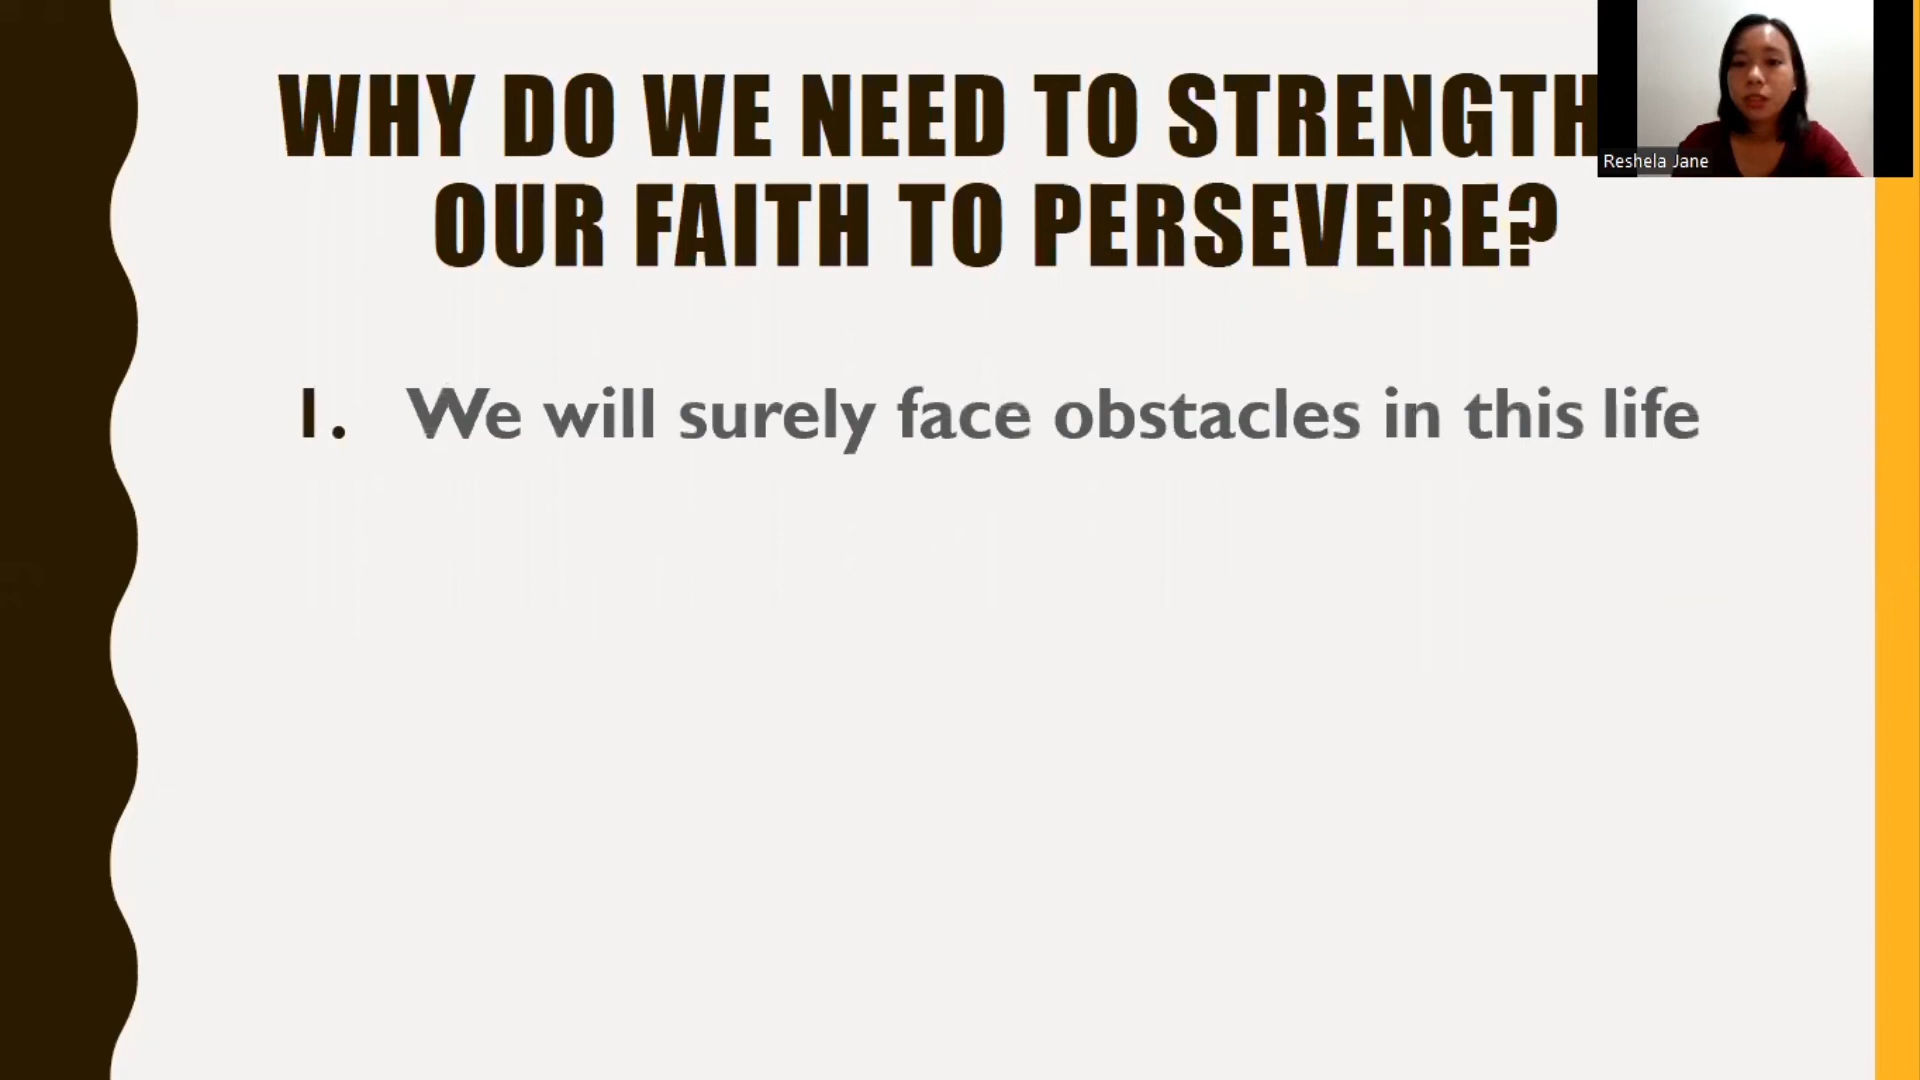 WHY DO WE NEED TO STRENGTH
OUR FAITH TO PERSEVERE?
Reshela Jane
1. We will surely face obstacles in this life